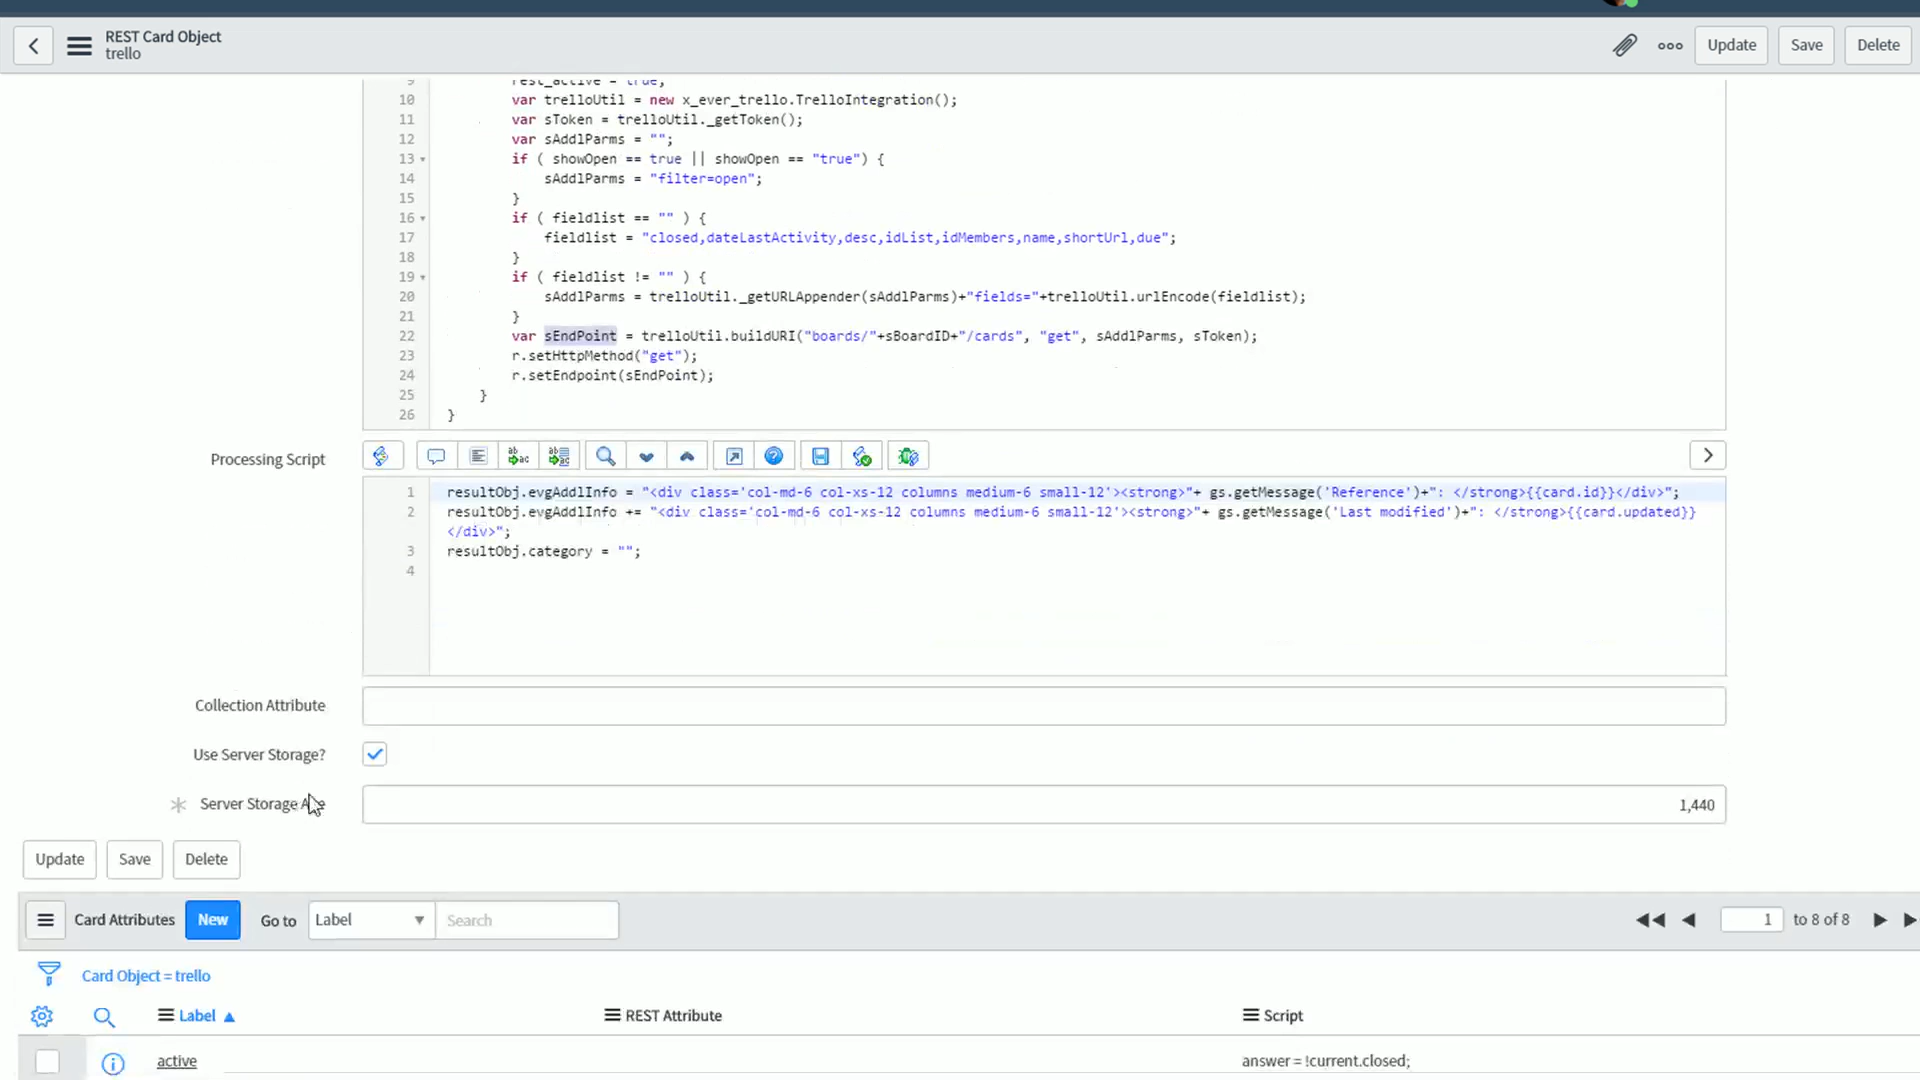 REST Card Object
trello
Update
Save
Delete
9 rest_active = true;
10 var trelloUtil = new x_ever_trello.TrelloIntegration();
11 var sToken = trelloUtil._getToken();
12 var sAddlParms = "";
13 if ( showOpen == true || showOpen == "true") {
14 sAddlParms = "filter=open";
15 }
16 if ( fieldlist == "" ) {
17 fieldlist = "closed,dateLastActivity,desc,idList,idMembers,name,shortUrl,due";
18 }
19 if ( fieldlist != "" ) {
20 sAddlParms = trelloUtil._getURLAppender(sAddlParms)+"fields="+trelloUtil.urlEncode(fieldlist);
21 }
22 var sEndPoint = trelloUtil.buildURI("boards/"+sBoardID+"/cards", "get", sAddlParms, sToken);
23 r.setHttpMethod("get");
24 r.setEndpoint(sEndPoint);
25 }
26 }
Processing Script
1 resultObj.evgAddlInfo = "<div class='col-md-6 col-xs-12 columns medium-6 small-12'><strong>"+ gs.getMessage('Reference')+": </strong>{{card.id}}</div>";
2 resultObj.evgAddlInfo += "<div class='col-md-6 col-xs-12 columns medium-6 small-12'><strong>"+ gs.getMessage('Last modified')+": </strong>{{card.updated}}
</div>";
3 resultObj.category = "";
4
Collection Attribute
Use Server Storage?
Server Storage
1,440
Update
Save
Delete
Card Attributes New Go to Label Search 1 to 8 of 8
Card Object = trello
Label REST Attribute Script
active answer = !current.closed;